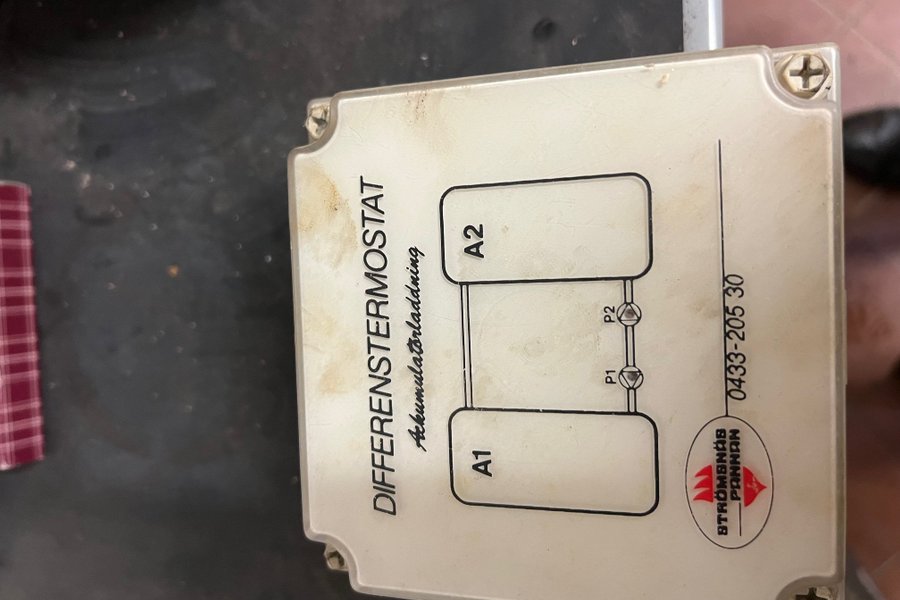 DIFFERENSTERMOSTAT
Ackumulatorladdning
A1
A2
P1
P2
STRÖMSNÄS
PANNAN
0433-205 30